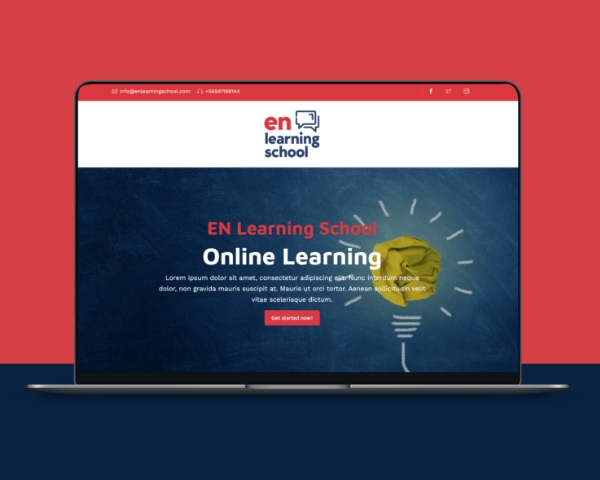 info@enlearningschool.com +56941198144
en
learning
school
EN Learning School
Online Learning
Lorem ipsum dolor sit amet, consectetur adipiscing elit. Nunc interdum neque
dolor, non gravida mauris suscipit at. Mauris ut orci tortor. Aenean sollicitudin velit
vitae scelerisque dictum.
Get started now!